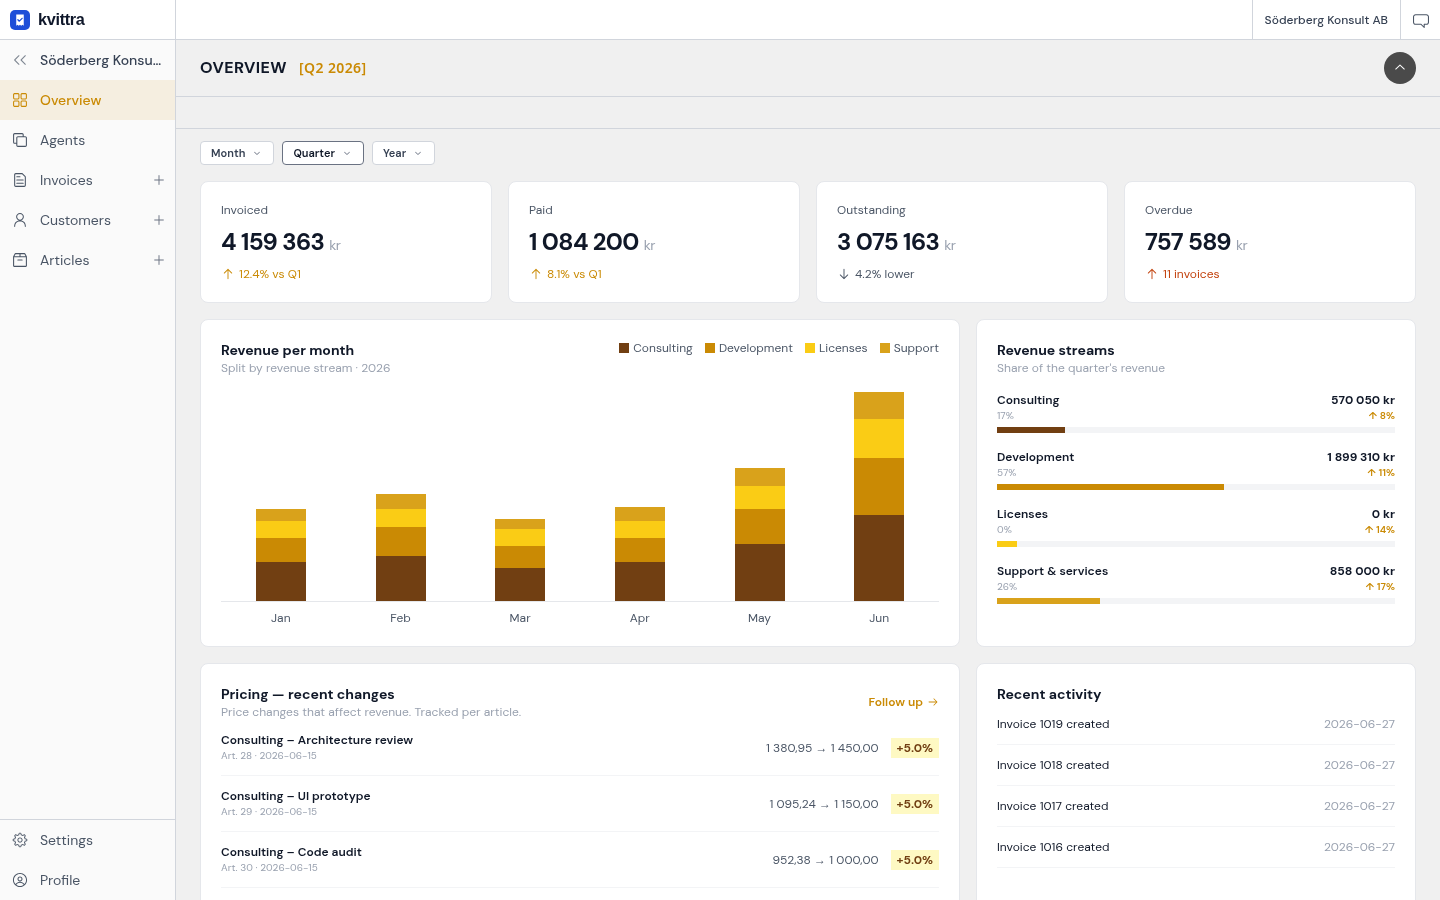 kvittra
Söderberg Konsult AB
Söderberg Konsu...
Overview
Agents
Invoices
Customers
Articles
Settings
Profile
OVERVIEW [Q2 2026]
Month Quarter Year
Invoiced
4 159 363 kr
↑ 12.4% vs Q1
Paid
1 084 200 kr
↑ 8.1% vs Q1
Outstanding
3 075 163 kr
↓ 4.2% lower
Overdue
757 589 kr
↑ 11 invoices
Revenue per month
Split by revenue stream · 2026
Consulting Development Licenses Support
Jan Feb Mar Apr May Jun
Revenue streams
Share of the quarter's revenue
Consulting 570 050 kr
17% ↑ 8%
Development 1 899 310 kr
57% ↑ 11%
Licenses 0 kr
0% ↑ 14%
Support & services 858 000 kr
26% ↑ 17%
Pricing — recent changes
Price changes that affect revenue. Tracked per article.
Follow up →
Consulting – Architecture review
Art. 28 · 2026-06-15
1 380,95 → 1 450,00 +5.0%
Consulting – UI prototype
Art. 29 · 2026-06-15
1 095,24 → 1 150,00 +5.0%
Consulting – Code audit
Art. 30 · 2026-06-15
952,38 → 1 000,00 +5.0%
Recent activity
Invoice 1019 created 2026-06-27
Invoice 1018 created 2026-06-27
Invoice 1017 created 2026-06-27
Invoice 1016 created 2026-06-27